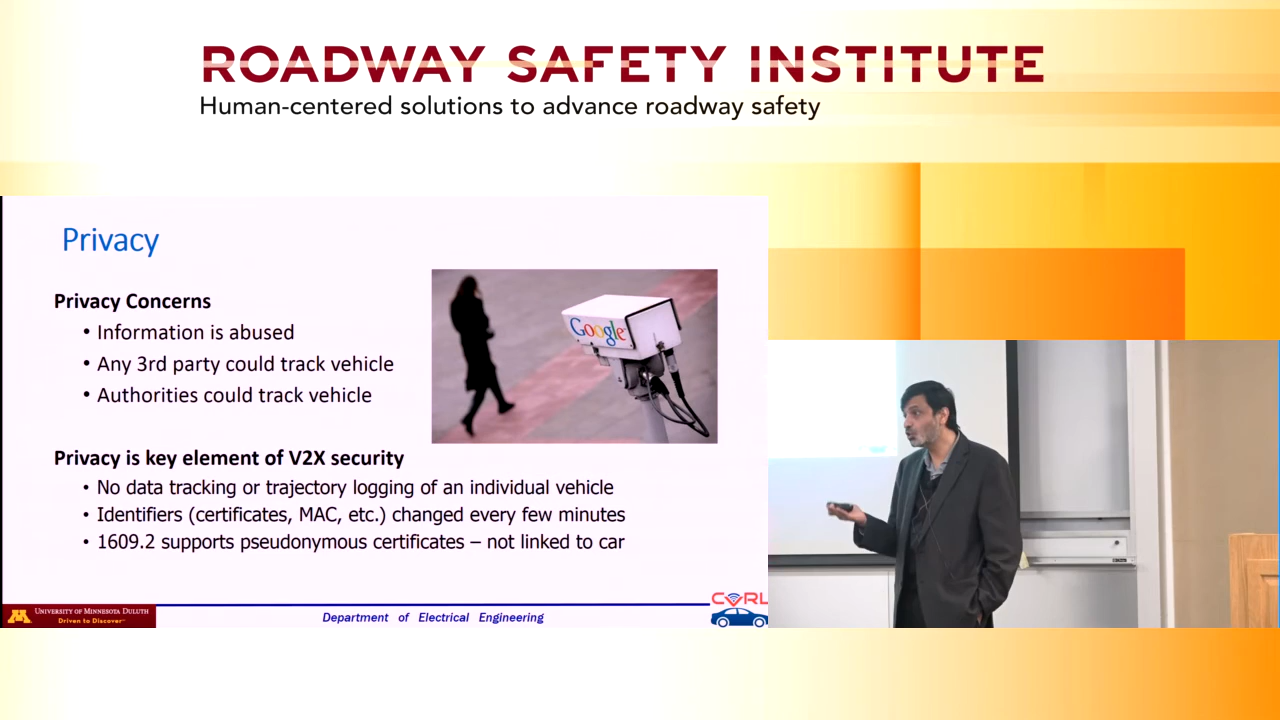 ROADWAY SAFETY INSTITUTE
Human-centered solutions to advance roadway safety
Privacy
Privacy Concerns
• Information is abused
• Any 3rd party could track vehicle
• Authorities could track vehicle
Google
Privacy is key element of V2X security
• No data tracking or trajectory logging of an individual vehicle
• Identifiers (certificates, MAC, etc.) changed every few minutes
• 1609.2 supports pseudonymous certificates – not linked to car
UNIVERSITY OF MINNESOTA DULUTH
Driven to Discover
Department of Electrical Engineering
CVRL